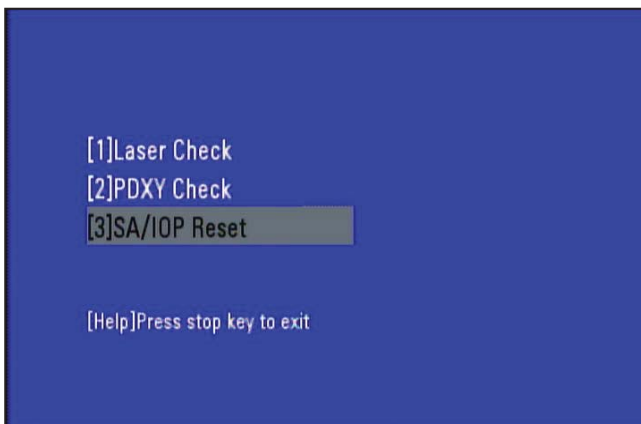 [1]Laser Check
[2]PDXY Check
[3]SA/IOP Reset
[Help]Press stop key to exit